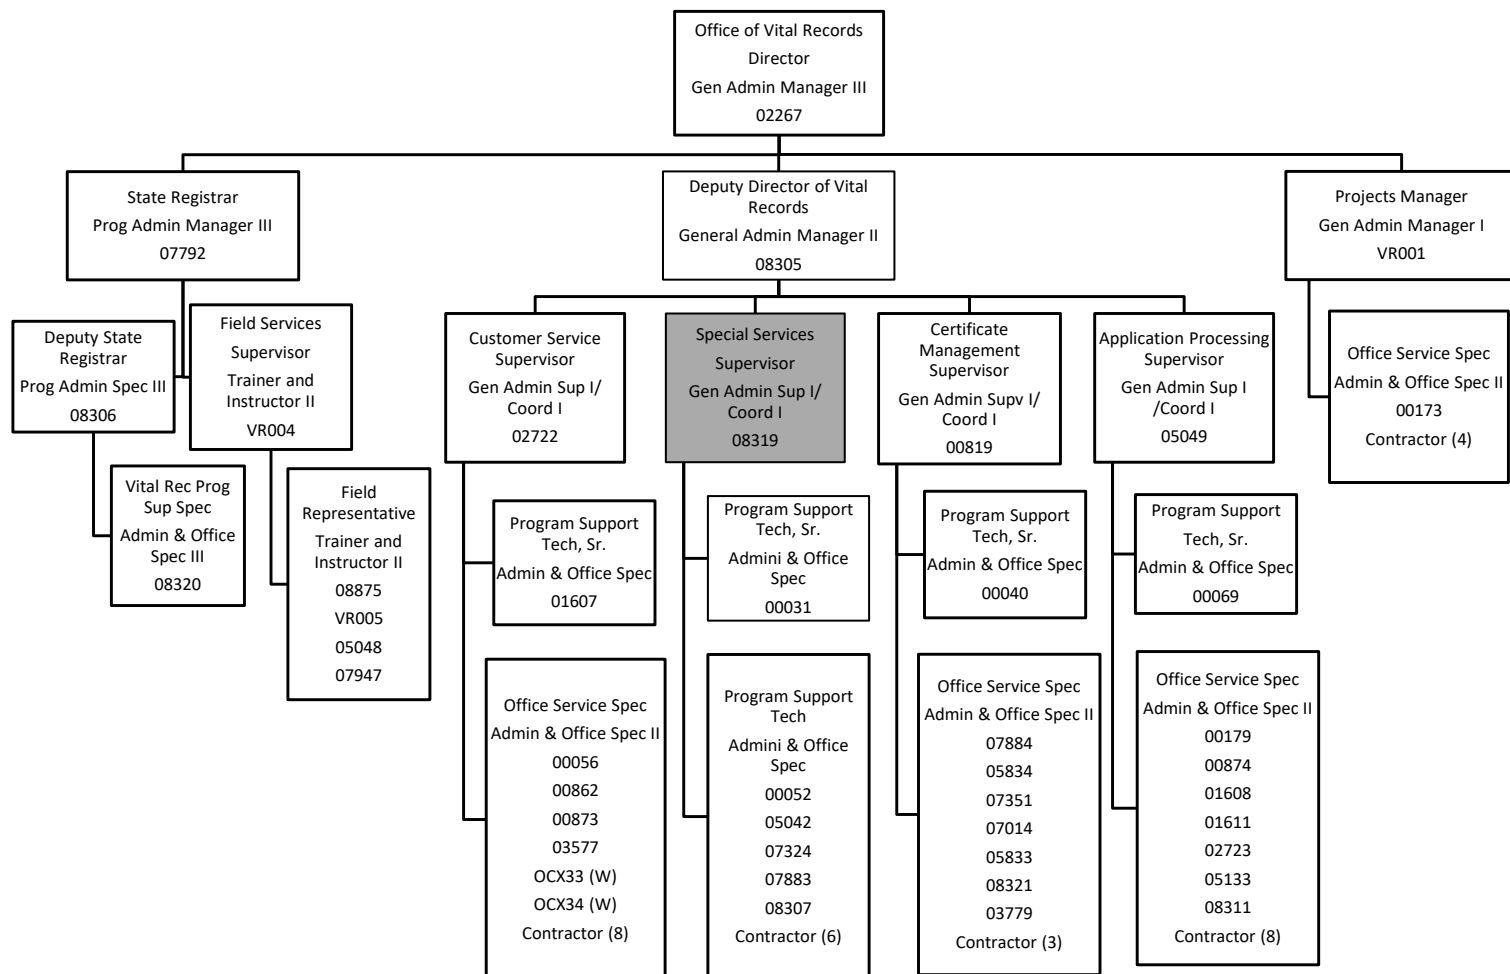 Office of Vital Records
Director
Gen Admin Manager III
02267
State Registrar
Prog Admin Manager III
07792
Deputy Director of Vital
Records
General Admin Manager II
08305
Projects Manager
Gen Admin Manager I
VR001
Deputy State
Registrar
Prog Admin Spec III
08306
Field Services
Supervisor
Trainer and
Instructor II
VR004
Customer Service
Supervisor
Gen Admin Sup I/
Coord I
02722
Special Services
Supervisor
Gen Admin Sup I/
Coord I
08319
Certificate
Management
Supervisor
Gen Admin Supv I/
Coord I
00819
Application Processing
Supervisor
Gen Admin Sup I
/Coord I
05049
Office Service Spec
Admin & Office Spec II
00173
Contractor (4)
Vital Rec Prog
Sup Spec
Admin & Office
Spec III
08320
Field
Representative
Trainer and
Instructor II
08875
VR005
05048
07947
Program Support
Tech, Sr.
Admin & Office Spec
01607
Program Support
Tech, Sr.
Admini & Office
Spec
00031
Program Support
Tech, Sr.
Admin & Office Spec
00040
Program Support
Tech, Sr.
Admin & Office Spec
00069
Office Service Spec
Admin & Office Spec II
00056
00862
00873
03577
OCX33 (W)
OCX34 (W)
Contractor (8)
Program Support
Tech
Admini & Office
Spec
00052
05042
07324
07883
08307
Contractor (6)
Office Service Spec
Admin & Office Spec II
07884
05834
07351
07014
05833
08321
03779
Contractor (3)
Office Service Spec
Admin & Office Spec II
00179
00874
01608
01611
02723
05133
08311
Contractor (8)